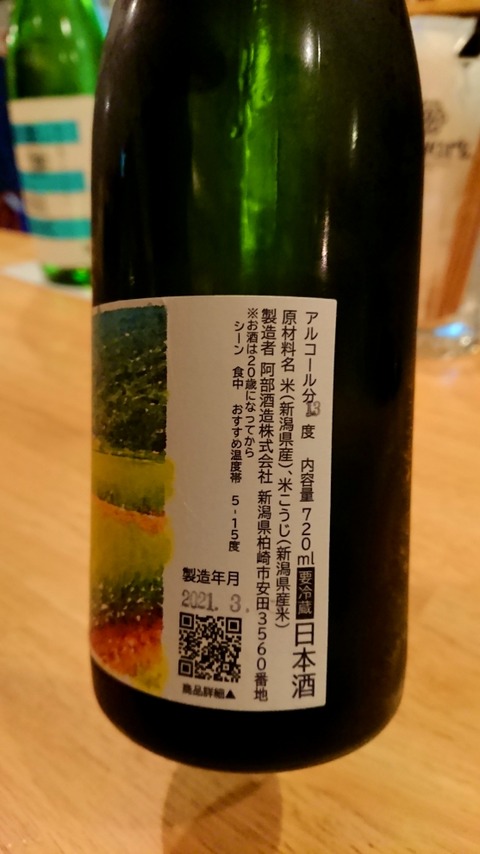 アルコール分13度 内容量720ml 要冷蔵 日本酒
原材料名 米(新潟県産)、米こうじ(新潟県産米)
製造者 阿部酒造株式会社 新潟県柏崎市安田3560番地
※お酒は20歳になってから
シーン 食中 おすすめ温度帯 5-15度
製造年月
2021. 3.
商品詳細▲